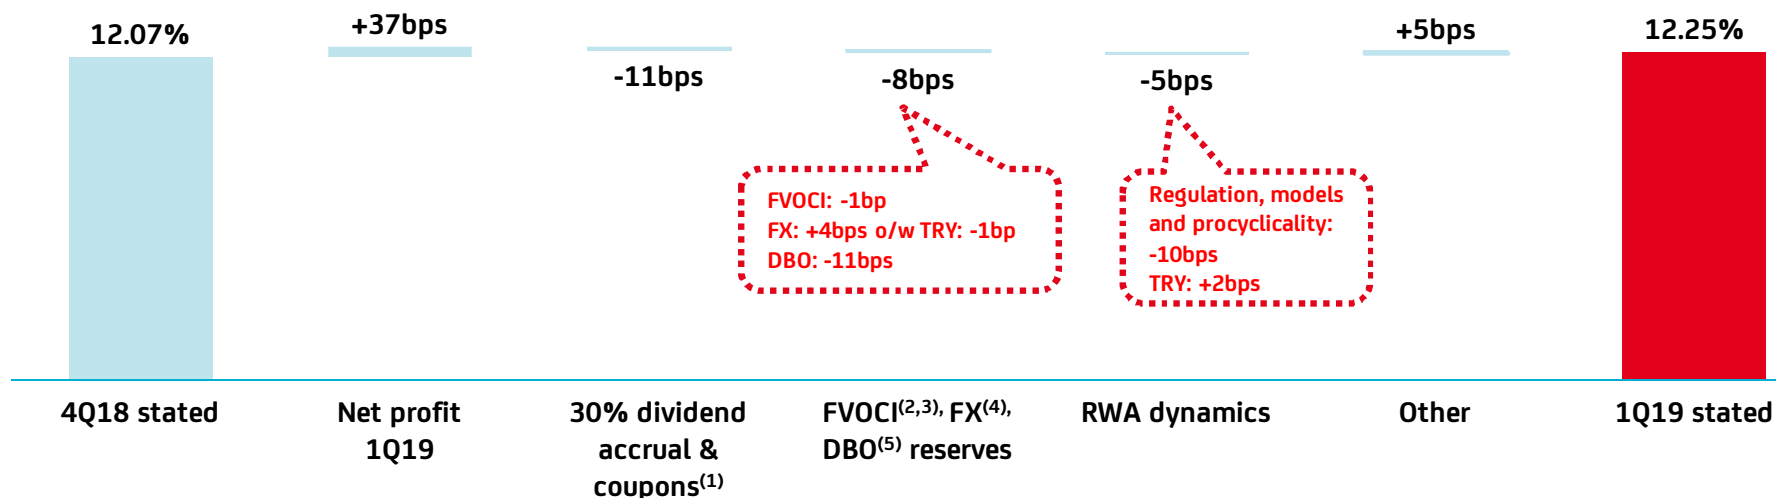 12.07%
+37bps
-11bps
-8bps
-5bps
+5bps
12.25%
FVOCI: -1bp
FX: +4bps o/w TRY: -1bp
DBO: -11bps
Regulation, models
and procyclicality:
-10bps
TRY: +2bps
4Q18 stated
Net profit
1Q19
30% dividend
accrual &
coupons(1)
FVOCI(2,3), FX(4),
DBO(5) reserves
RWA dynamics
Other
1Q19 stated